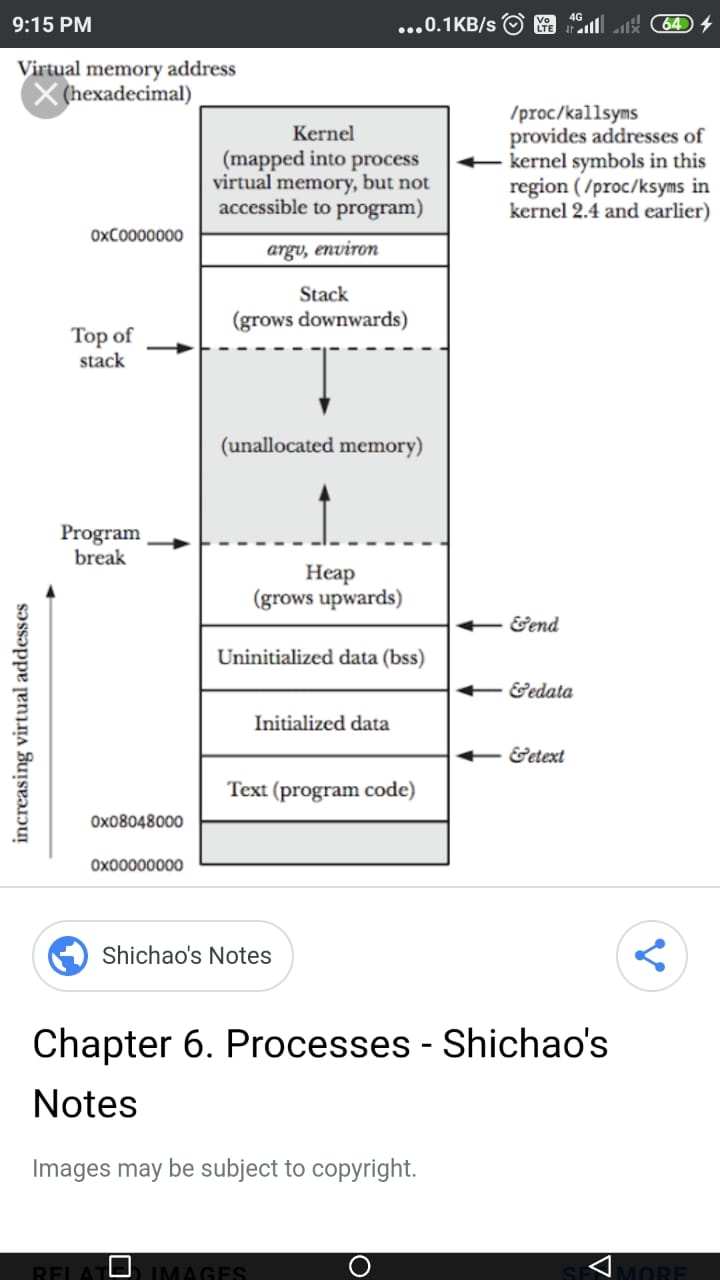 9:15 PM
...0.1KB/s
Vo
LTE
4G
64
Virtual memory address
(hexadecimal)
Kernel
(mapped into process
virtual memory, but not
accessible to program)
/proc/kallsyms
provides addresses of
kernel symbols in this
region (/proc/ksyms in
kernel 2.4 and earlier)
0xC0000000
argv, environ
Stack
(grows downwards)
Top of
stack
(unallocated memory)
Program
break
Heap
(grows upwards)
&end
Uninitialized data (bss)
&edata
Initialized data
&etext
Text (program code)
increasing virtual addesses
0x08048000
0x00000000
Shichao's Notes
Chapter 6. Processes - Shichao's
Notes
Images may be subject to copyright.
RELATED IMAGES
SEE MORE